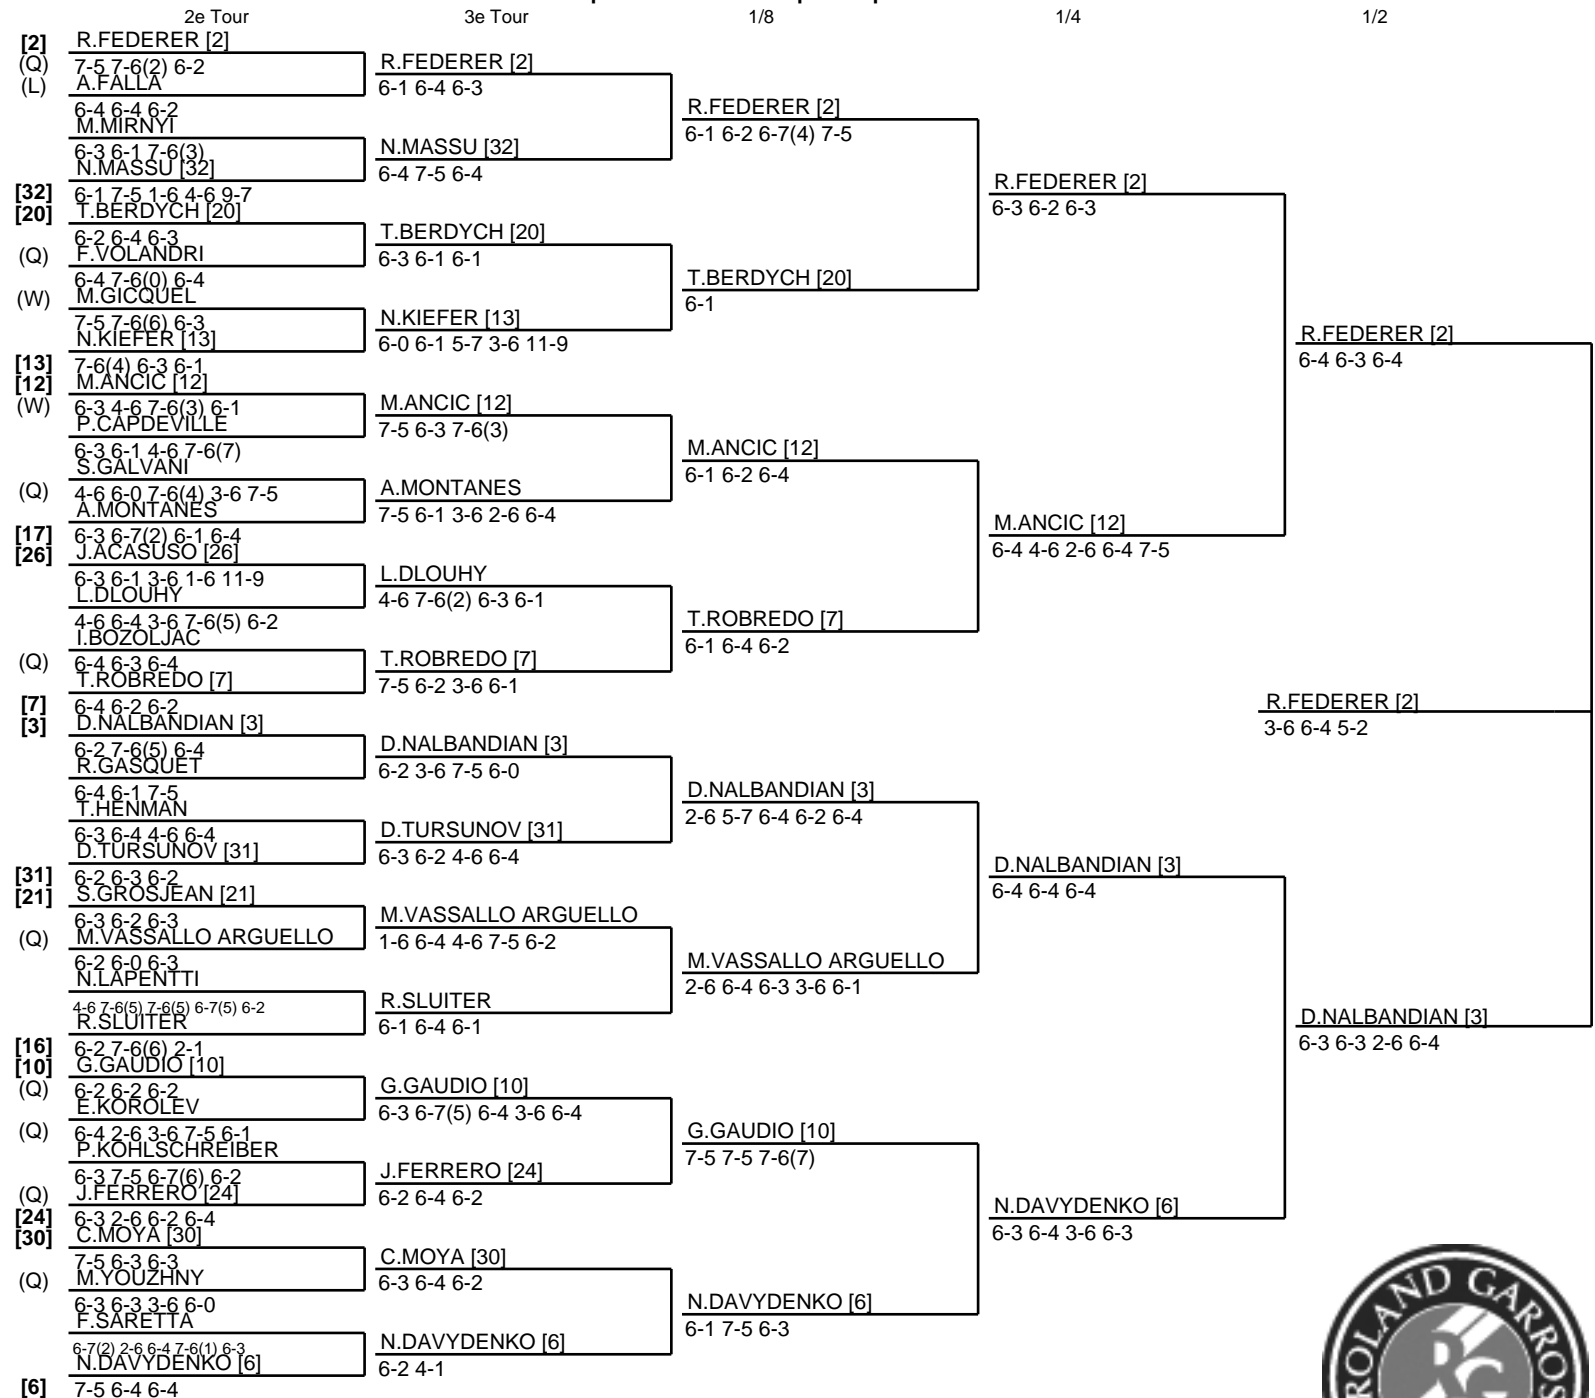 2e Tour 3e Tour 1/8 1/4 1/2
[2] R.FEDERER [2]
(Q) 7-5 7-6(2) 6-2
(L) A.FALLA
6-4 6-4 6-2
M.MIRNYI
6-3 6-1 7-6(3)
N.MASSU [32]
[32] 6-1 7-5 1-6 4-6 9-7
[20] T.BERDYCH [20]
6-2 6-4 6-3
(Q) F.VOLANDRI
6-4 7-6(0) 6-4
(W) M.GICQUEL
7-5 7-6(6) 6-3
N.KIEFER [13]
[13] 7-6(4) 6-3 6-1
[12] M.ANCIC [12]
(W) 6-3 4-6 7-6(3) 6-1
P.CAPDEVILLE
6-3 6-1 4-6 7-6(7)
S.GALVANI
(Q) 4-6 6-0 7-6(4) 3-6 7-5
A.MONTANES
[17] 6-3 6-7(2) 6-1 6-4
[26] J.ACASUSO [26]
6-3 6-1 3-6 1-6 11-9
L.DLOUHY
4-6 6-4 3-6 7-6(5) 6-2
I.BOZOLJAC
(Q) 6-4 6-3 6-4
T.ROBREDO [7]
[7] 6-4 6-2 6-2
[3] D.NALBANDIAN [3]
6-2 7-6(5) 6-4
R.GASQUET
6-4 6-1 7-5
T.HENMAN
6-3 6-4 4-6 6-4
D.TURSUNOV [31]
[31] 6-2 6-3 6-2
[21] S.GROSJEAN [21]
6-3 6-2 6-3
(Q) M.VASSALLO ARGUELLO
6-2 6-0 6-3
N.LAPENTTI
4-6 7-6(5) 7-6(5) 6-7(5) 6-2
R.SLUITER
[16] 6-2 7-6(6) 2-1
[10] G.GAUDIO [10]
(Q) 6-2 6-2 6-2
E.KOROLEV
(Q) 6-4 2-6 3-6 7-5 6-1
P.KOHLSCHREIBER
6-3 7-5 6-7(6) 6-2
(Q) J.FERRERO [24]
[24] 6-3 2-6 6-2 6-4
[30] C.MOYA [30]
7-5 6-3 6-3
(Q) M.YOUZHNY
6-3 6-3 3-6 6-0
F.SARETTA
6-7(2) 2-6 6-4 7-6(1) 6-3
N.DAVYDENKO [6]
[6] 7-5 6-4 6-4
R.FEDERER [2]
6-1 6-4 6-3
N.MASSU [32]
6-4 7-5 6-4
T.BERDYCH [20]
6-3 6-1 6-1
N.KIEFER [13]
6-0 6-1 5-7 3-6 11-9
M.ANCIC [12]
7-5 6-3 7-6(3)
A.MONTANES
7-5 6-1 3-6 2-6 6-4
L.DLOUHY
4-6 7-6(2) 6-3 6-1
T.ROBREDO [7]
7-5 6-2 3-6 6-1
D.NALBANDIAN [3]
6-2 3-6 7-5 6-0
D.TURSUNOV [31]
6-3 6-2 4-6 6-4
M.VASSALLO ARGUELLO
1-6 6-4 4-6 7-5 6-2
R.SLUITER
6-1 6-4 6-1
G.GAUDIO [10]
6-3 6-7(5) 6-4 3-6 6-4
J.FERRERO [24]
6-2 6-4 6-2
C.MOYA [30]
6-3 6-4 6-2
N.DAVYDENKO [6]
6-2 4-1
R.FEDERER [2]
6-1 6-2 6-7(4) 7-5
T.BERDYCH [20]
6-1
M.ANCIC [12]
6-1 6-2 6-4
T.ROBREDO [7]
6-1 6-4 6-2
D.NALBANDIAN [3]
2-6 5-7 6-4 6-2 6-4
M.VASSALLO ARGUELLO
2-6 6-4 6-3 3-6 6-1
G.GAUDIO [10]
7-5 7-5 7-6(7)
N.DAVYDENKO [6]
6-1 7-5 6-3
R.FEDERER [2]
6-3 6-2 6-3
M.ANCIC [12]
6-4 4-6 2-6 6-4 7-5
D.NALBANDIAN [3]
6-4 6-4 6-4
N.DAVYDENKO [6]
6-3 6-4 3-6 6-3
R.FEDERER [2]
6-4 6-3 6-4
D.NALBANDIAN [3]
6-3 6-3 2-6 6-4
R.FEDERER [2]
3-6 6-4 5-2
ROLAND GARROS
RG